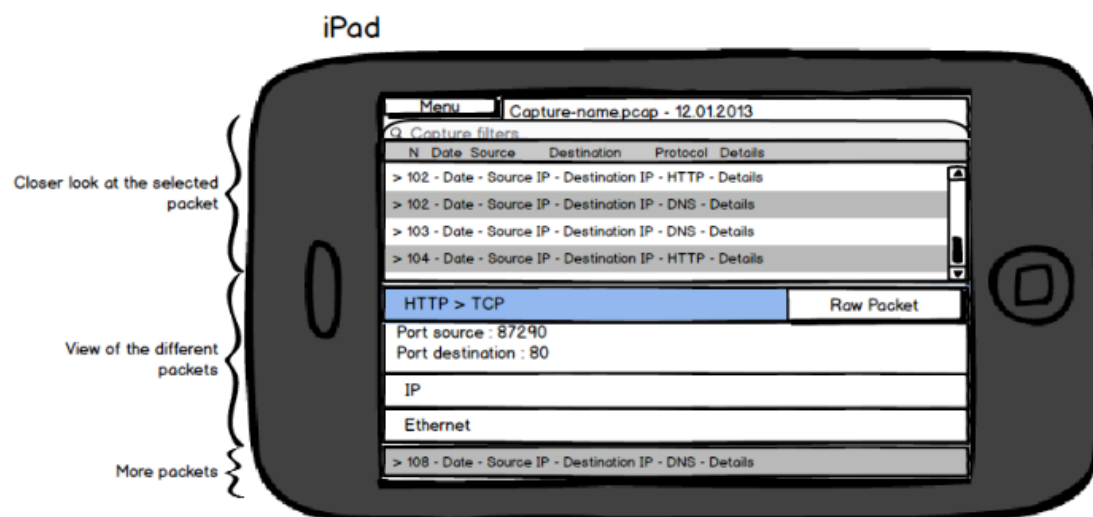 iPad
Menu
Capture-name.pcap - 12.01.2013
Capture filters...
N Date Source Destination Protocol Details
> 102 - Date - Source IP - Destination IP - HTTP - Details
> 102 - Date - Source IP - Destination IP - DNS - Details
> 103 - Date - Source IP - Destination IP - DNS - Details
> 104 - Date - Source IP - Destination IP - HTTP - Details
Closer look at the selected
packet
HTTP > TCP
Raw Packet
Port source : 87290
Port destination : 80
IP
Ethernet
View of the different
packets
> 108 - Date - Source IP - Destination IP - DNS - Details
More packets